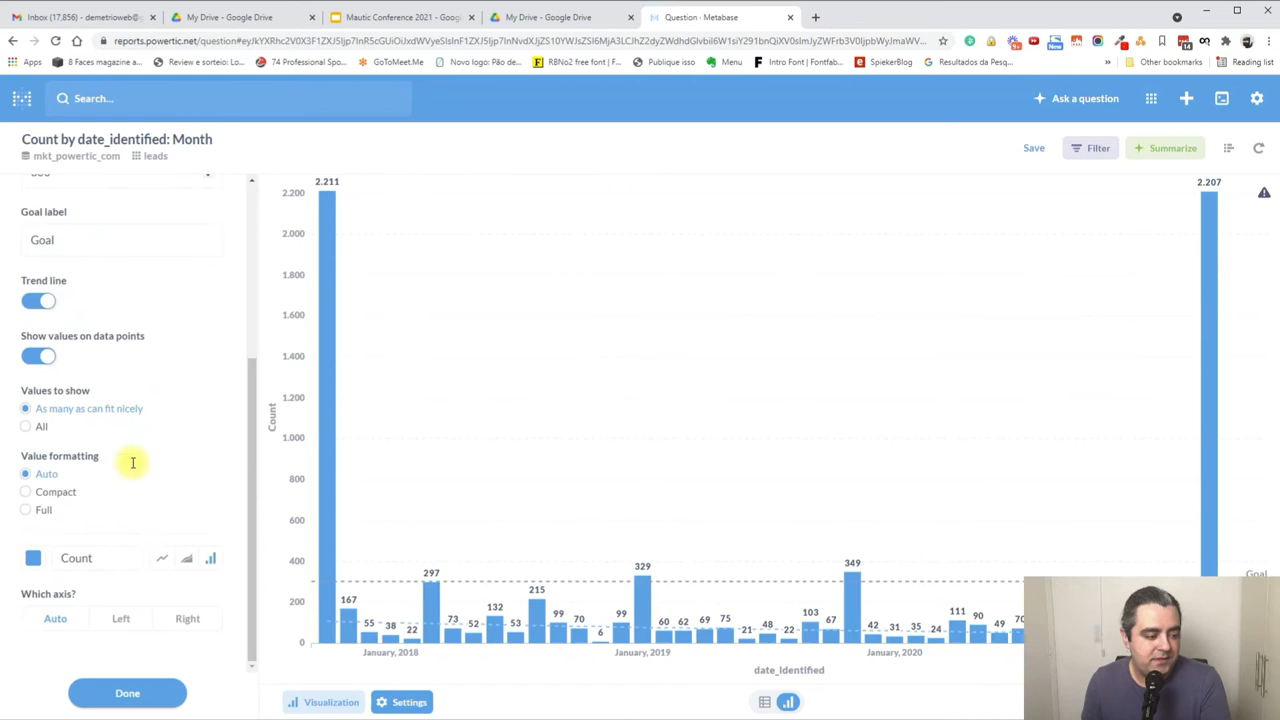 Inbox (17,856) - demetrioweb@g
My Drive - Google Drive
Mautic Conference 2021 - Google
My Drive - Google Drive
Question · Metabase
Apps
8 Faces magazine a...
Review e sorteio: Lo...
74 Professional Spo...
GoToMeet.Me
Novo logo: Pão de...
RBNo2 free font | F...
Publique isso
Menu
Intro Font | Fontfab...
SpiekerBlog
Resultados da Pesq...
»
Other bookmarks
Reading list
Search...
Ask a question
Count by date_identified: Month
mkt_powertic_com
leads
Save
Filter
Summarize
Goal label
Goal
Trend line
Show values on data points
Values to show
As many as can fit nicely
All
Value formatting
Auto
Compact
Full
Count
Which axis?
Auto Left Right
Done
2.211
2.207
2.200
2.000
1.800
1.600
1.400
1.200
1.000
800
600
400
200
0
Count
167 55 38 22 297 73 52 132 53 215 99 70 6 99 329 60 62 69 75 21 48 22 103 67 349 42 31 35 24 111 90 49
Goal
January, 2018 January, 2019 January, 2020
date_identified
Visualization
Settings